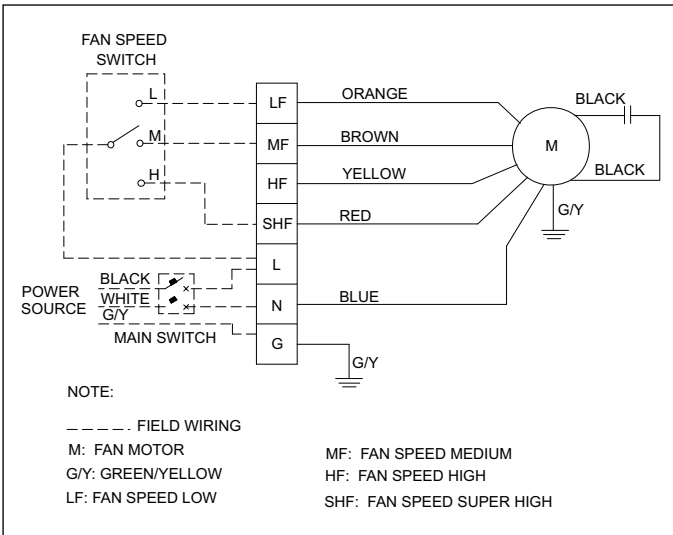 FAN SPEED
SWITCH
L
M
H
LF
MF
HF
SHF
L
N
G
ORANGE
BROWN
YELLOW
RED
BLUE
BLACK
M
BLACK
G/Y
G/Y
POWER
SOURCE
BLACK
WHITE
G/Y
MAIN SWITCH
NOTE:
FIELD WIRING
M: FAN MOTOR
G/Y: GREEN/YELLOW
LF: FAN SPEED LOW
MF: FAN SPEED MEDIUM
HF: FAN SPEED HIGH
SHF: FAN SPEED SUPER HIGH